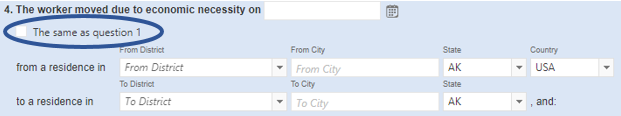 4. The worker moved due to economic necessity on
The same as question 1
From District From City State Country
from a residence in From District From City AK USA
To District To City State
to a residence in To District To City AK , and: